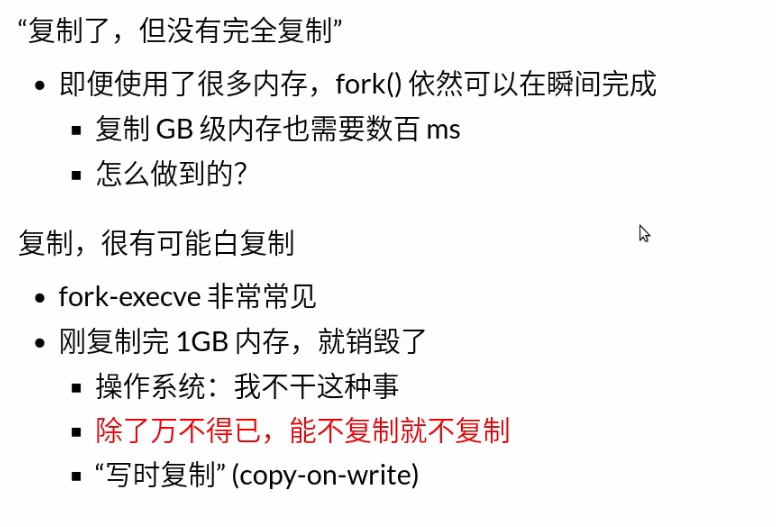 “复制了，但没有完全复制”
即便使用了很多内存，fork() 依然可以在瞬间完成
复制 GB 级内存也需要数百 ms
怎么做到的？
复制，很有可能白复制
fork-execve 非常常见
刚复制完 1GB 内存，就销毁了
操作系统：我不干这种事
除了万不得已，能不复制就不复制
“写时复制” (copy-on-write)